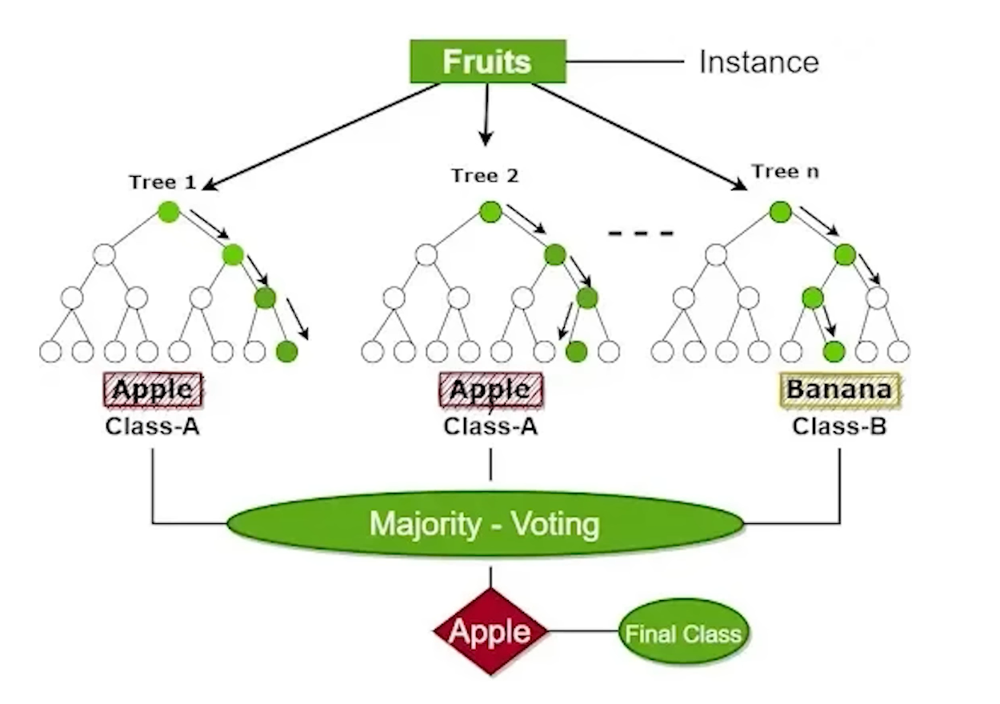 Fruits
Instance
Tree 1
Tree 2
Tree n
- - -
Apple
Apple
Banana
Class-A
Class-A
Class-B
Majority - Voting
Apple
Final Class